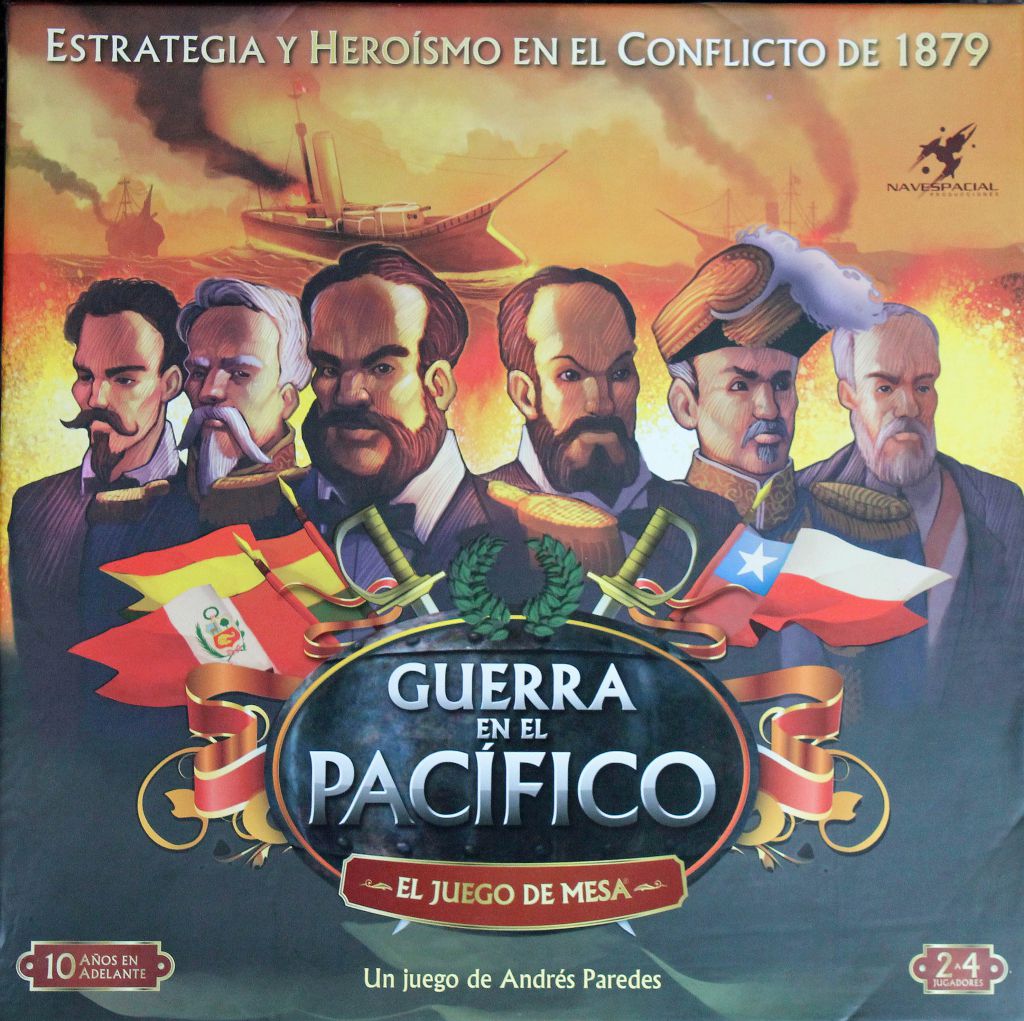 ESTRATEGIA Y HEROÍSMO EN EL CONFLICTO DE 1879
NAVESPACIAL
PRODUCCIONES
GUERRA
EN EL
PACÍFICO
EL JUEGO DE MESA®
10 AÑOS EN
ADELANTE
Un juego de Andrés Paredes
2 A 4
JUGADORES